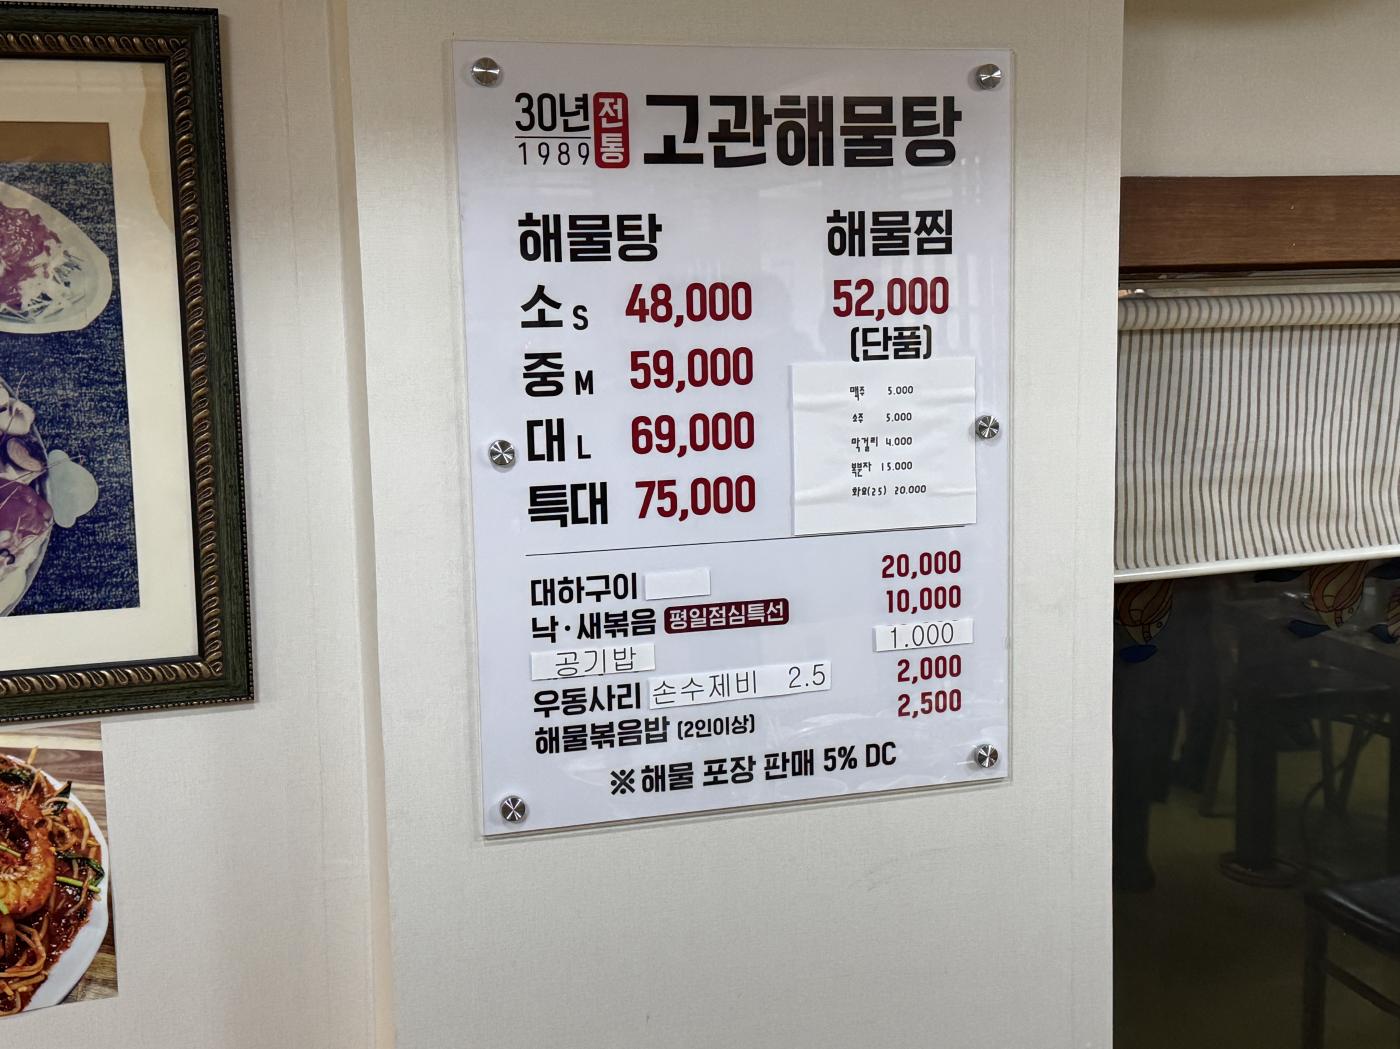 30년 전통 고관해물탕
1989
해물탕 해물찜
소 S 48,000 52,000
중 M 59,000 (단품)
대 L 69,000
특대 75,000
맥주 5.000
소주 5.000
막걸리 4.000
복분자 15.000
화요(25) 20.000
대하구이 20,000
낙·새볶음 평일점심특선 10,000
공기밥 1.000
우동사리 손수제비 2.5 2,000
해물볶음밥 (2인이상) 2,500
※해물 포장 판매 5% DC